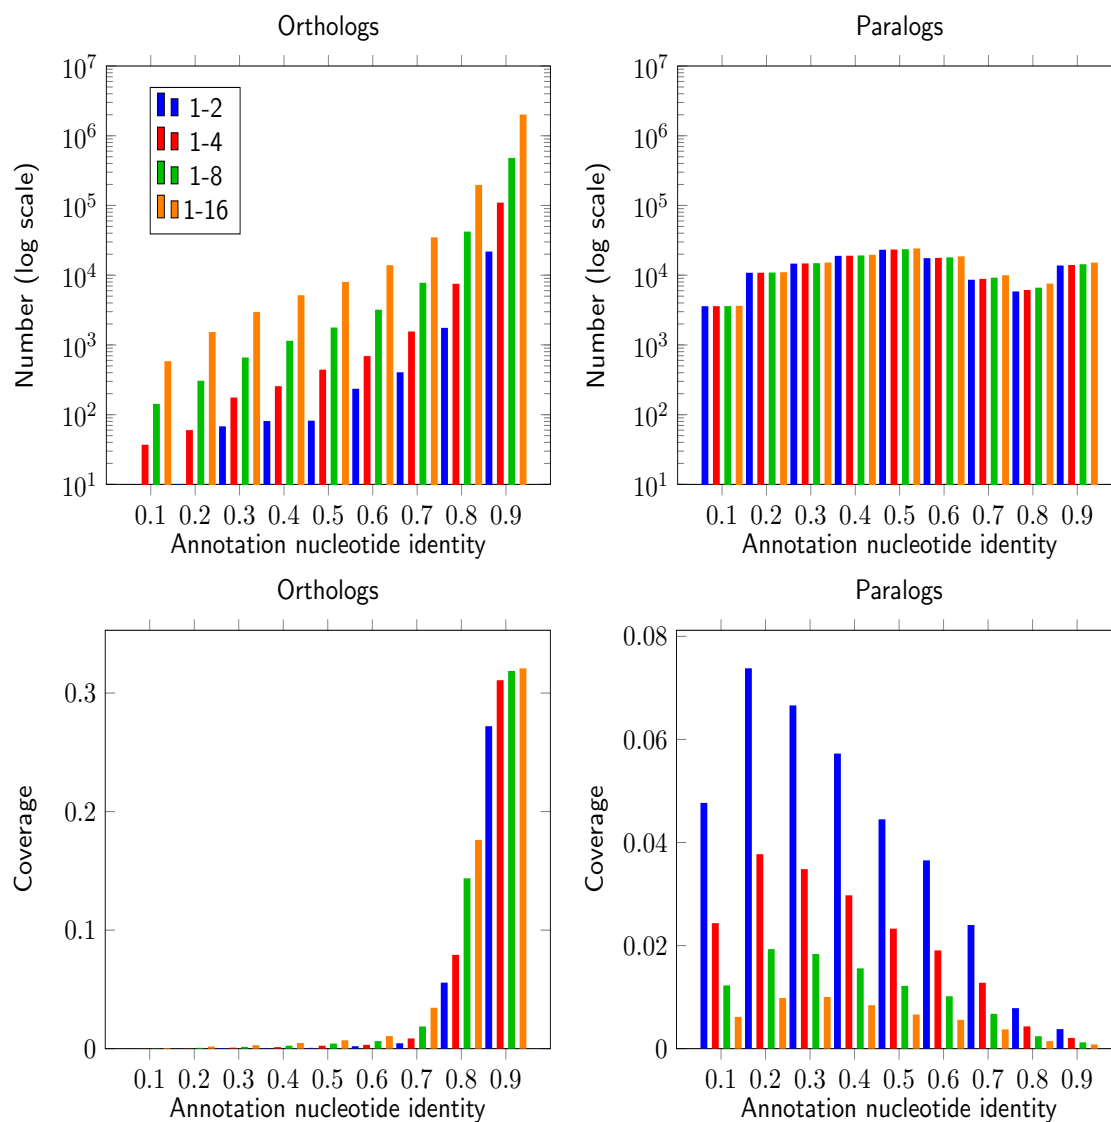 Orthologs
Paralogs
10^7
10^6
10^5
10^4
10^3
10^2
10^1
Number (log scale)
1-2
1-4
1-8
1-16
0.1 0.2 0.3 0.4 0.5 0.6 0.7 0.8 0.9
Annotation nucleotide identity
10^7
10^6
10^5
10^4
10^3
10^2
10^1
Number (log scale)
0.1 0.2 0.3 0.4 0.5 0.6 0.7 0.8 0.9
Annotation nucleotide identity
Orthologs
Paralogs
0.3
0.2
0.1
0
Coverage
0.1 0.2 0.3 0.4 0.5 0.6 0.7 0.8 0.9
Annotation nucleotide identity
0.08
0.06
0.04
0.02
0
Coverage
0.1 0.2 0.3 0.4 0.5 0.6 0.7 0.8 0.9
Annotation nucleotide identity